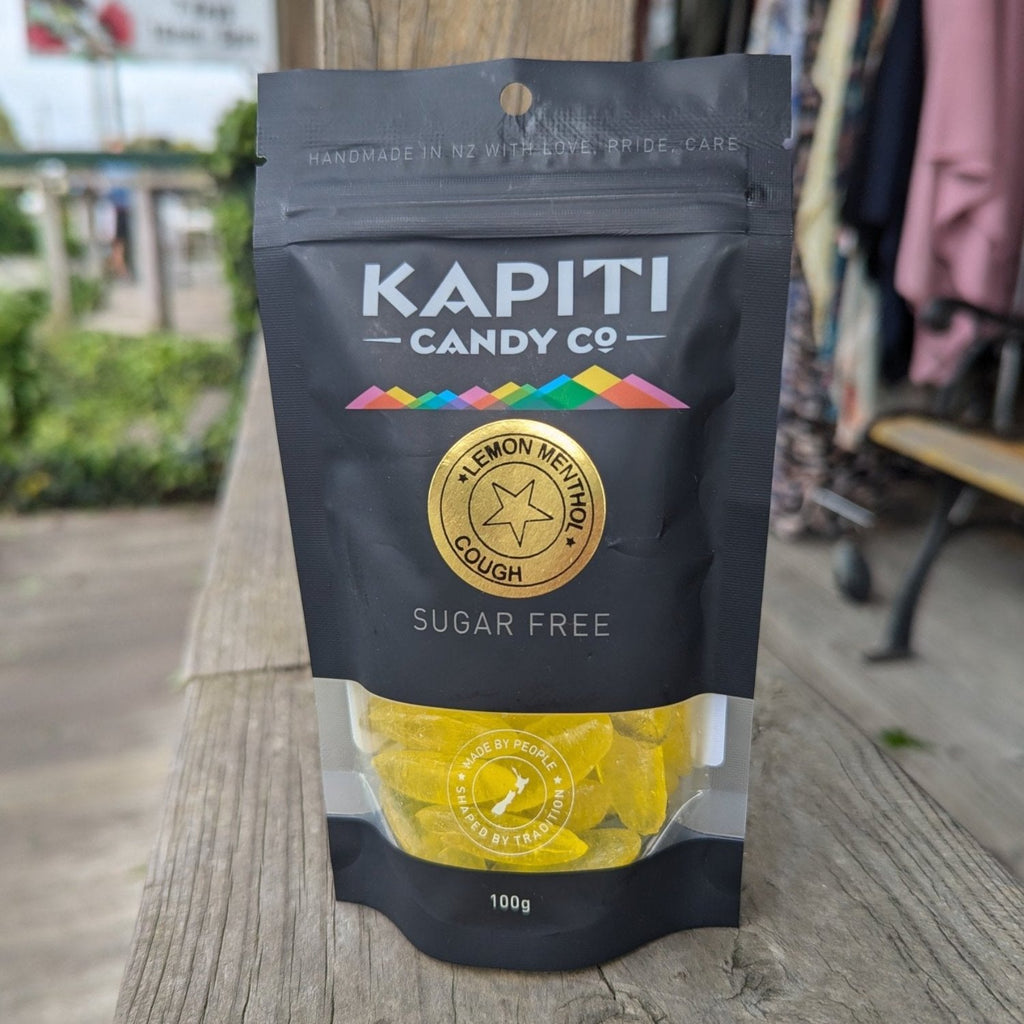 HANDMADE IN NZ WITH LOVE, PRIDE, CARE
KAPITI
CANDY Cº
LEMON MENTHOL
COUGH
SUGAR FREE
MADE BY PEOPLE
SHAPED BY TRADITION
100g